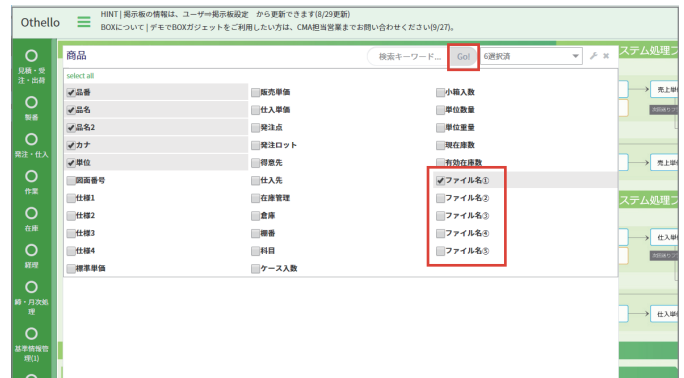 Othello
HINT | 掲示板の情報は、ユーザ⇒掲示板設定 から更新できます(8/29更新)
BOXについて | デモでBOXガジェットをご利用したい方は、CMA担当営業までお問い合わせください(9/27)。
見積・受注・出荷
製番
発注・仕入
作業
在庫
経理
締・月次処理
基準情報管理(1)
商品
検索キーワード...
Go!
6選択済
select all
品番
販売単価
小箱入数
品名
仕入単価
単位数量
品名2
発注点
単位重量
カナ
発注ロット
現在庫数
単位
得意先
有効在庫数
図面番号
仕入先
ファイル名①
仕様1
在庫管理
ファイル名②
仕様2
倉庫
ファイル名③
仕様3
棚番
ファイル名④
仕様4
科目
ファイル名⑤
標準単価
ケース入数
ステム処理フ
売上単
売上単
ステム処理フ
仕入単
仕入単